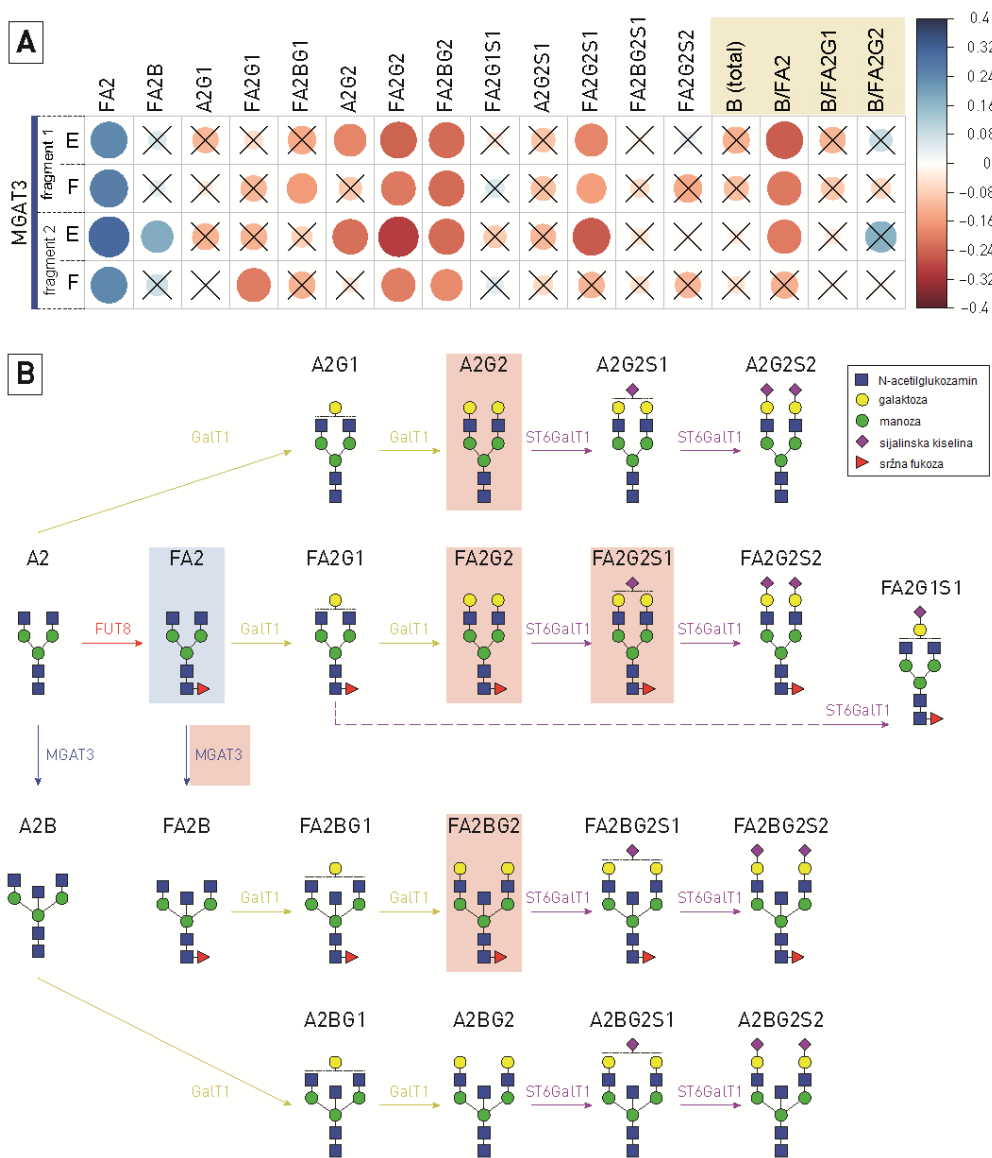 A
FA2 FA2B A2G1 FA2G1 FA2BG1 A2G2 FA2G2 FA2BG2 FA2G1S1 A2G2S1 FA2G2S1 FA2BG2S1 FA2G2S2 B (total) B/FA2 B/FA2G1 B/FA2G2
MGAT3
fragment 1
E
F
fragment 2
E
F
0.4
0.32
0.24
0.16
0.08
0
-0.08
-0.16
-0.24
-0.32
-0.4
B
A2G1 A2G2 A2G2S1 A2G2S2
N-acetilglukozamin
galaktoza
manoza
sijalinska kiselina
sržna fukoza
GalT1 GalT1 ST6GalT1 ST6GalT1
A2 FA2 FA2G1 FA2G2 FA2G2S1 FA2G2S2 FA2G1S1
FUT8 GalT1 GalT1 ST6GalT1 ST6GalT1
ST6GalT1
MGAT3 MGAT3
A2B FA2B FA2BG1 FA2BG2 FA2BG2S1 FA2BG2S2
GalT1 GalT1 ST6GalT1 ST6GalT1
A2BG1 A2BG2 A2BG2S1 A2BG2S2
GalT1 GalT1 ST6GalT1 ST6GalT1